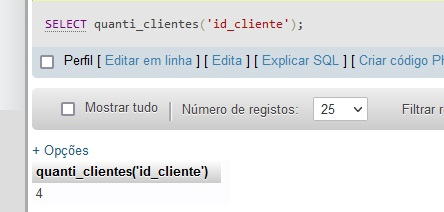 SELECT quanti_clientes('id_cliente');
Perfil [ Editar em linha ] [ Edita ] [ Explicar SQL ] [ Criar código
Mostrar tudo | Número de registos: 25 Filtrar
+ Opções
quanti_clientes('id_cliente')
4